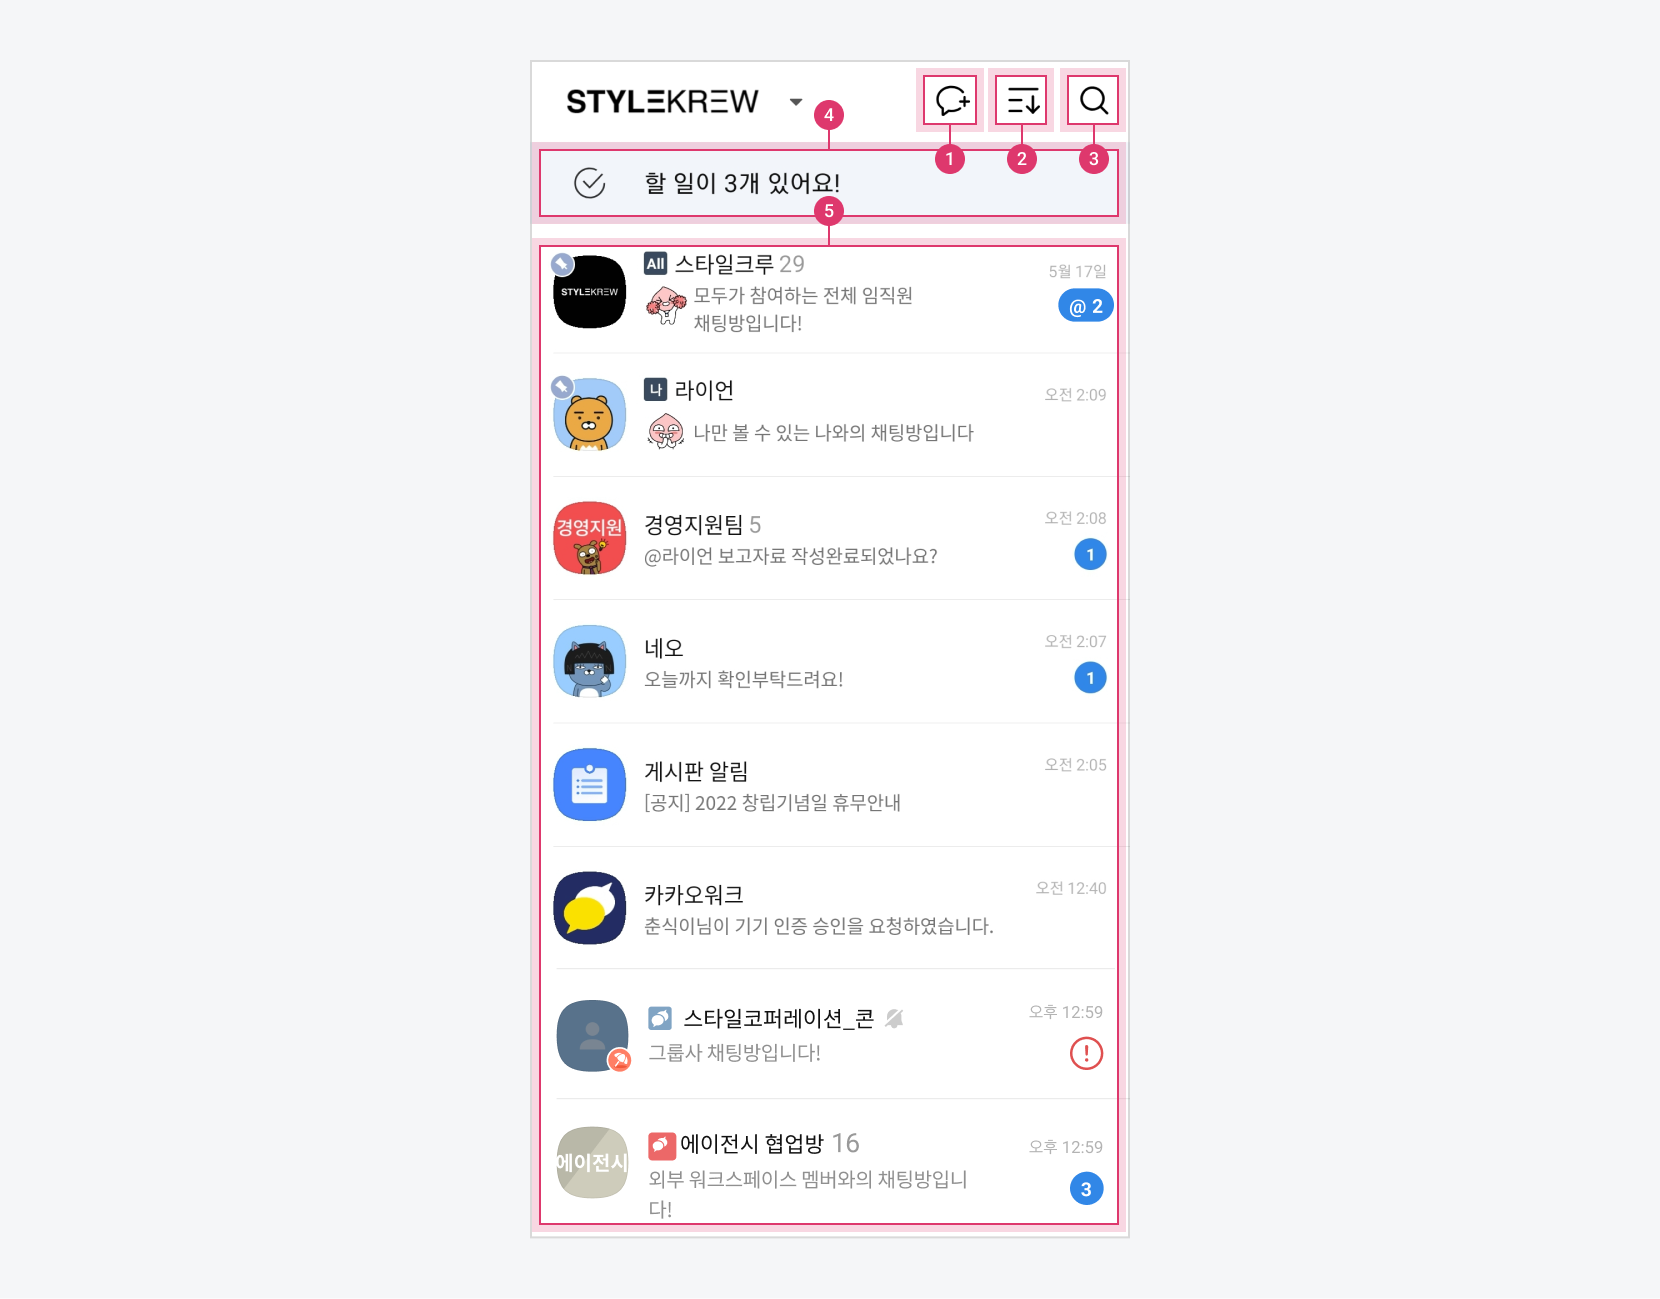 STYLEKREW
4
1
2
3
할 일이 3개 있어요!
5
STYLEKREW
All 스타일크루 29
5월 17일
모두가 참여하는 전체 임직원
채팅방입니다!
@ 2
나 라이언
오전 2:09
나만 볼 수 있는 나와의 채팅방입니다
경영지원
경영지원팀 5
오전 2:08
@라이언 보고자료 작성완료되었나요?
1
네오
오전 2:07
오늘까지 확인부탁드려요!
1
게시판 알림
오전 2:05
[공지] 2022 창립기념일 휴무안내
카카오워크
오전 12:40
춘식이님이 기기 인증 승인을 요청하였습니다.
스타일코퍼레이션_콘
오후 12:59
그룹사 채팅방입니다!
!
에이전시
에이전시 협업방 16
오후 12:59
외부 워크스페이스 멤버와의 채팅방입니
다!
3